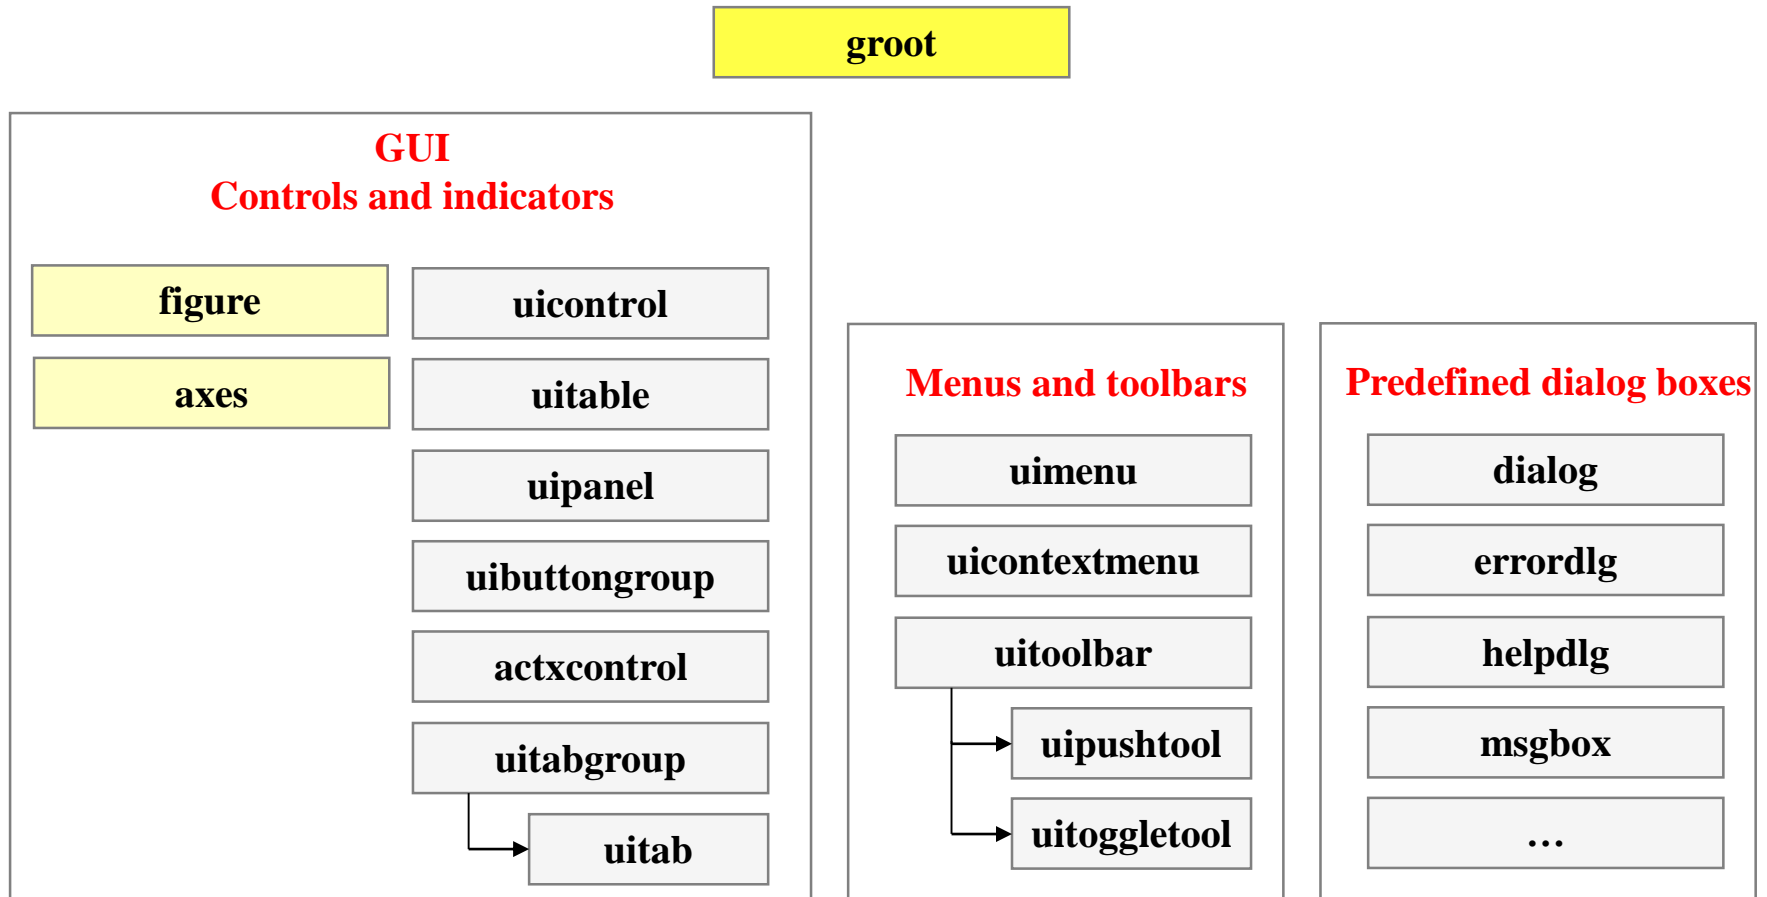 groot
GUI
Controls and indicators
figure
axes
uicontrol
uitable
uipanel
uibuttongroup
actxcontrol
uitabgroup
uitab
Menus and toolbars
uimenu
uicontextmenu
uitoolbar
uipushtool
uitoggletool
Predefined dialog boxes
dialog
errordlg
helpdlg
msgbox
…